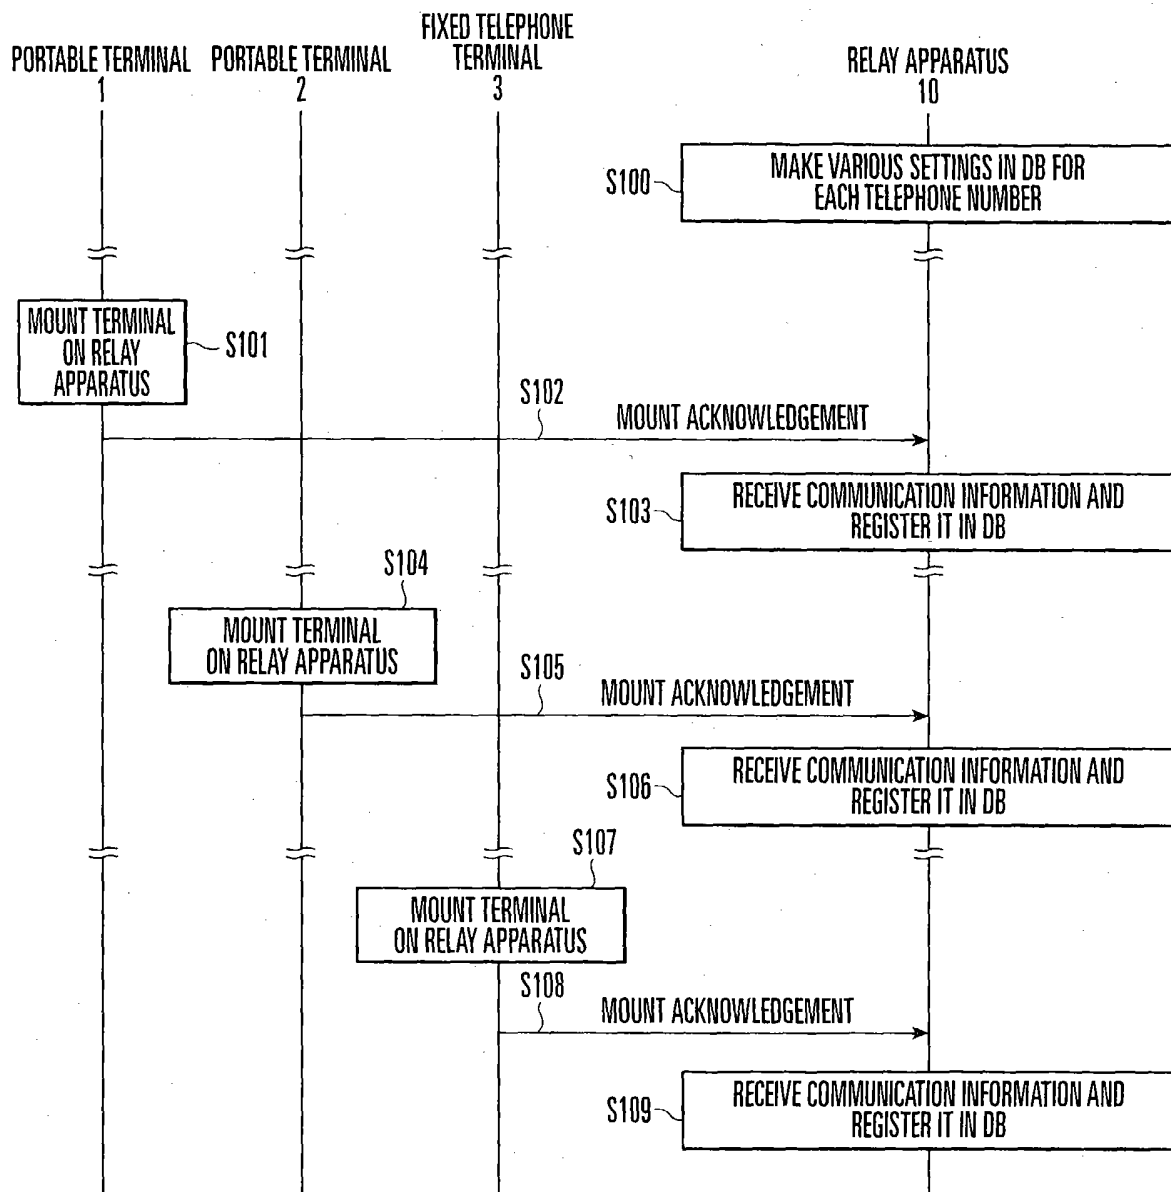 PORTABLE TERMINAL
1
PORTABLE TERMINAL
2
FIXED TELEPHONE
TERMINAL
3
RELAY APPARATUS
10
S100
MAKE VARIOUS SETTINGS IN DB FOR
EACH TELEPHONE NUMBER
MOUNT TERMINAL
ON RELAY
APPARATUS
S101
S102
MOUNT ACKNOWLEDGEMENT
S103
RECEIVE COMMUNICATION INFORMATION AND
REGISTER IT IN DB
S104
MOUNT TERMINAL
ON RELAY APPARATUS
S105
MOUNT ACKNOWLEDGEMENT
S106
RECEIVE COMMUNICATION INFORMATION AND
REGISTER IT IN DB
S107
MOUNT TERMINAL
ON RELAY APPARATUS
S108
MOUNT ACKNOWLEDGEMENT
S109
RECEIVE COMMUNICATION INFORMATION AND
REGISTER IT IN DB